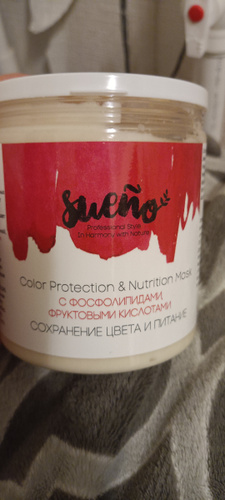 sueño
Professional Style
In Harmony with Nature
Color Protection & Nutrition Mask
С ФОСФОЛИПИДАМИ,
ФРУКТОВЫМИ КИСЛОТАМИ
СОХРАНЕНИЕ ЦВЕТА И ПИТАНИЕ